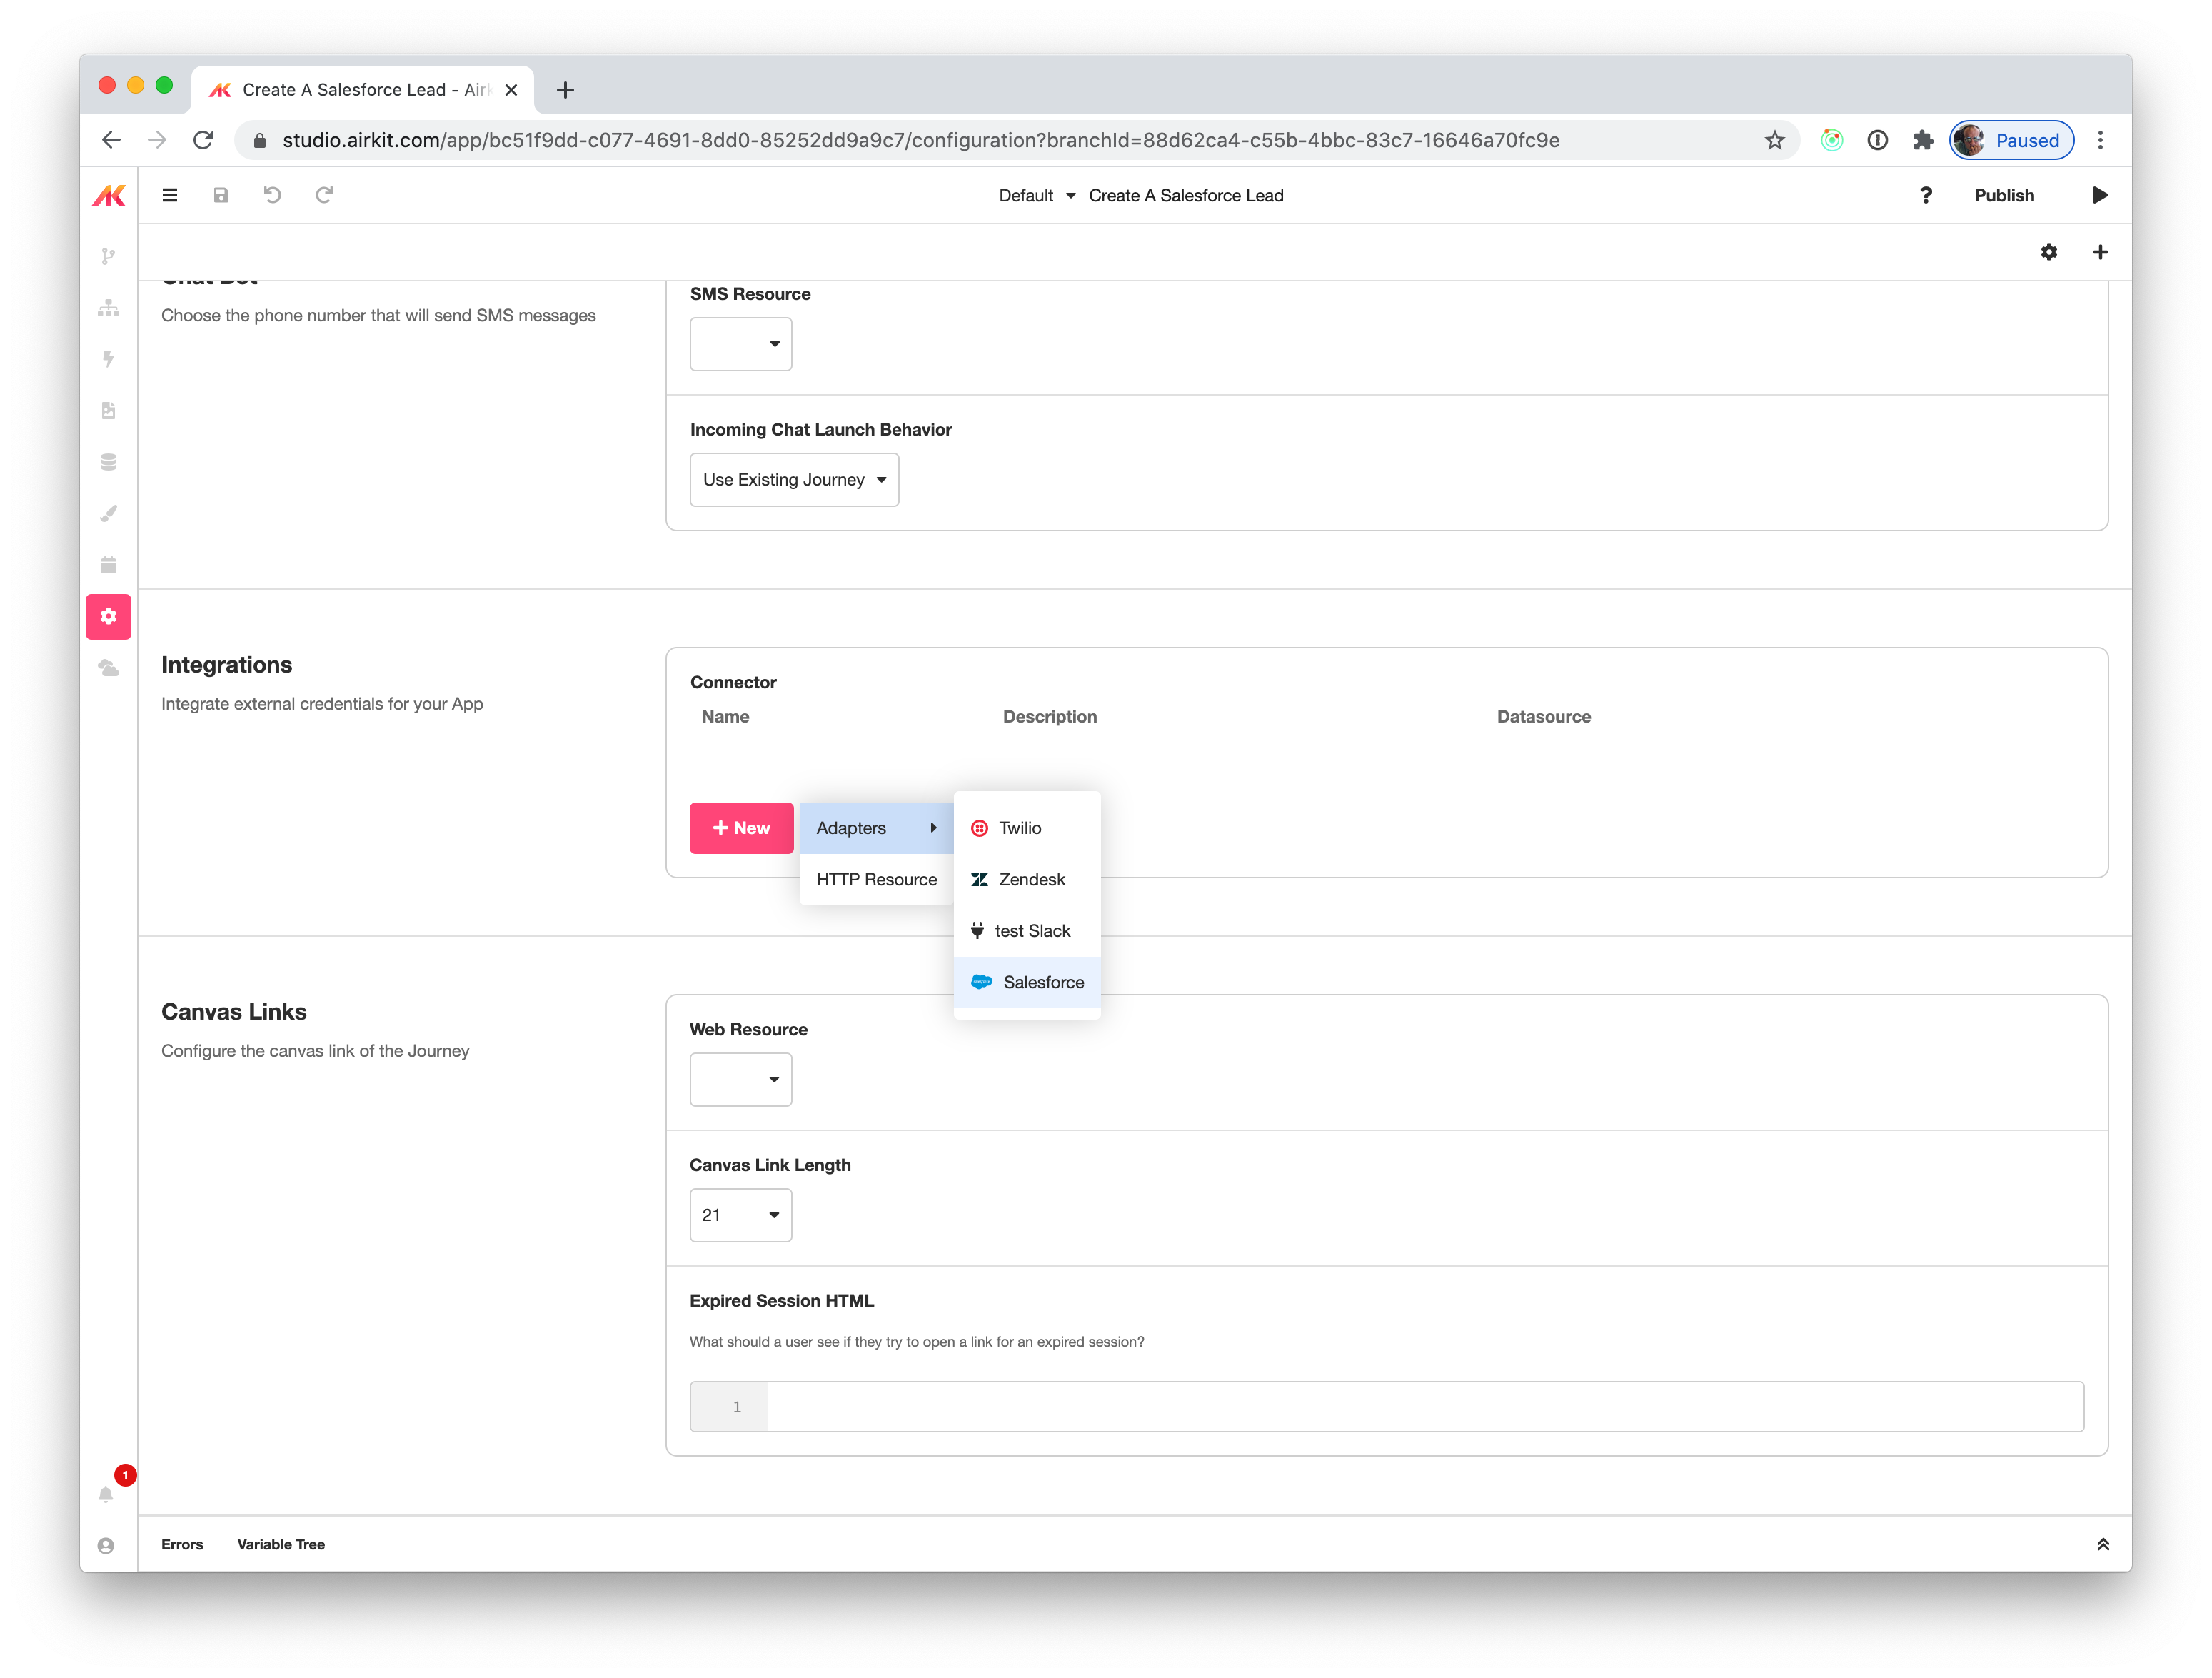 Create A Salesforce Lead - Airk
studio.airkit.com/app/bc51f9dd-c077-4691-8dd0-85252dd9a9c7/configuration?branchId=88d62ca4-c55b-4bbc-83c7-16646a70fc9e
Paused
Default
Create A Salesforce Lead
?
Publish
Chat Bot
Choose the phone number that will send SMS messages
SMS Resource
Incoming Chat Launch Behavior
Use Existing Journey
Integrations
Integrate external credentials for your App
Connector
Name Description Datasource
+ New
Adapters
HTTP Resource
Twilio
Zendesk
test Slack
Salesforce
Canvas Links
Configure the canvas link of the Journey
Web Resource
Canvas Link Length
21
Expired Session HTML
What should a user see if they try to open a link for an expired session?
1
1
Errors Variable Tree